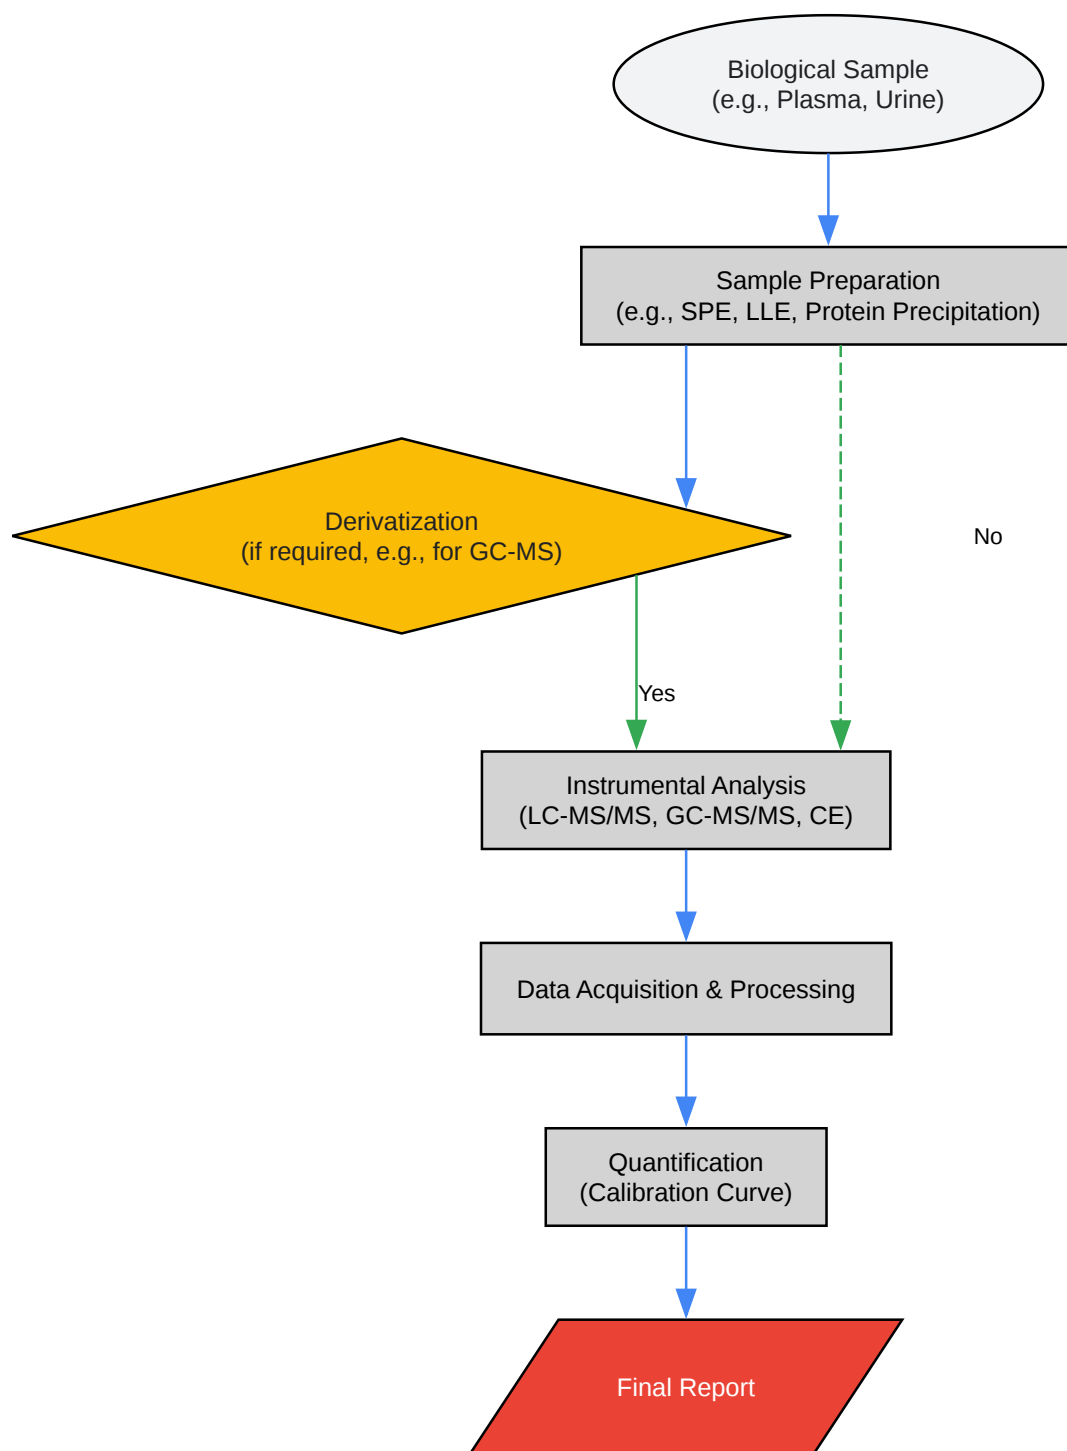 Biological Sample
(e.g., Plasma, Urine)
Sample Preparation
(e.g., SPE, LLE, Protein Precipitation)
Derivatization
(if required, e.g., for GC-MS)
No
Yes
Instrumental Analysis
(LC-MS/MS, GC-MS/MS, CE)
Data Acquisition & Processing
Quantification
(Calibration Curve)
Final Report